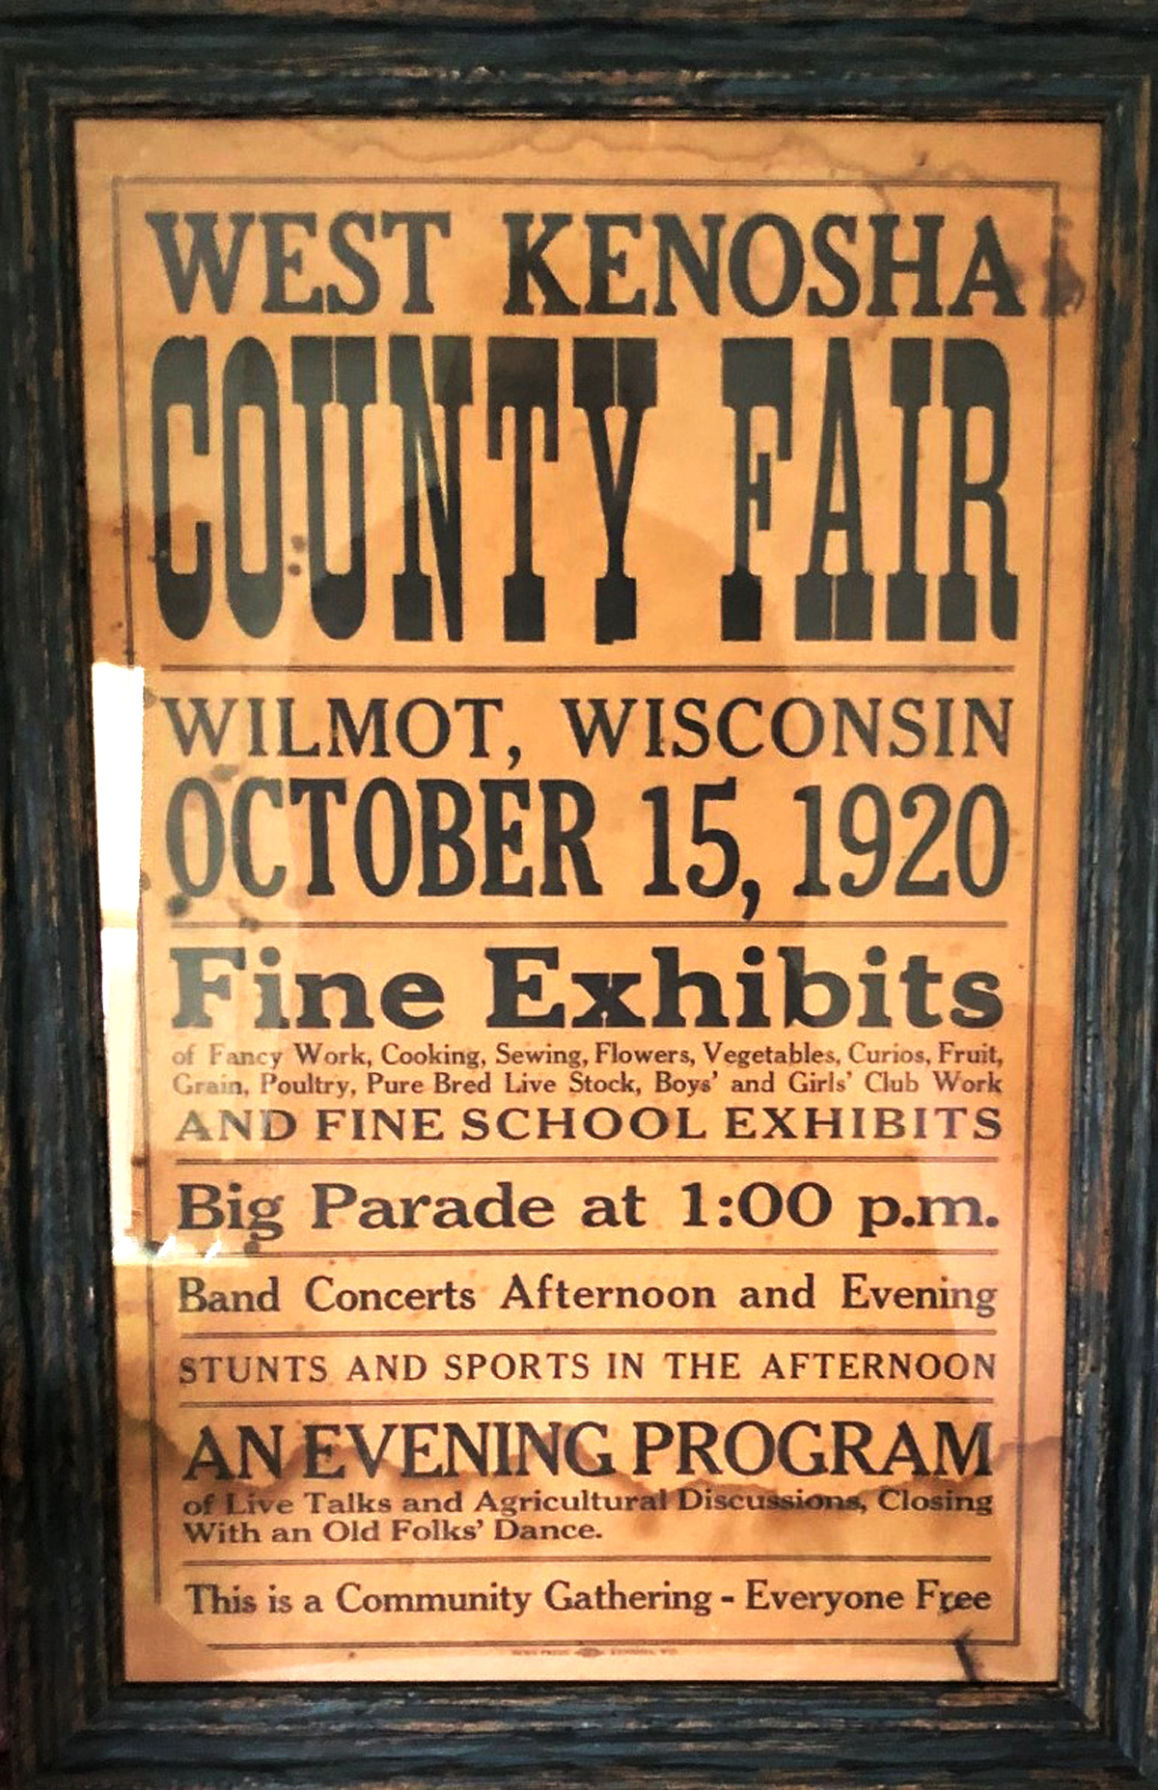 WEST KENOSHA
COUNTY FAIR
WILMOT, WISCONSIN
OCTOBER 15, 1920
Fine Exhibits
of Fancy Work, Cooking, Sewing, Flowers, Vegetables, Curios, Fruit,
Grain, Poultry, Pure Bred Live Stock, Boys' and Girls' Club Work
AND FINE SCHOOL EXHIBITS
Big Parade at 1:00 p.m.
Band Concerts Afternoon and Evening
STUNTS AND SPORTS IN THE AFTERNOON
AN EVENING PROGRAM
of Live Talks and Agricultural Discussions, Closing
With an Old Folks' Dance.
This is a Community Gathering - Everyone Free